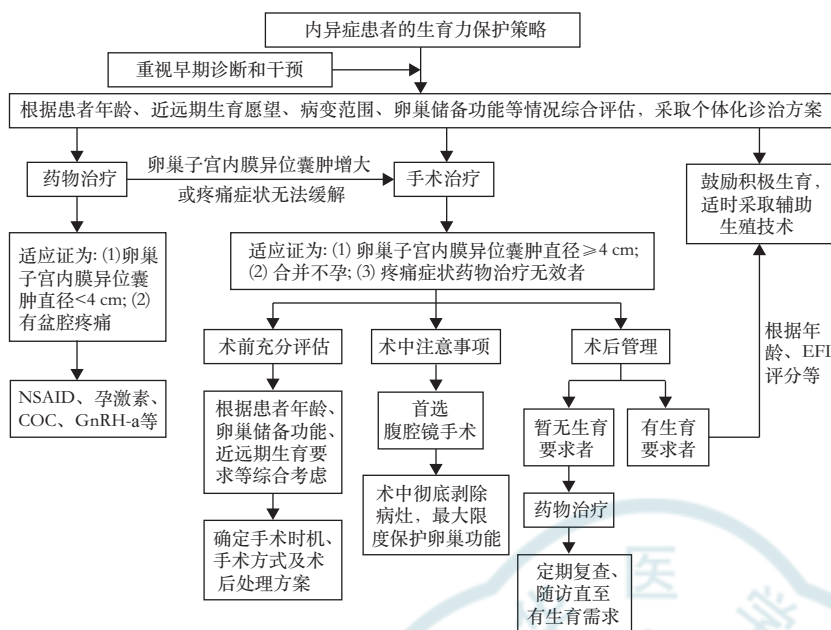 内异症患者的生育力保护策略
重视早期诊断和干预
根据患者年龄、近远期生育愿望、病变范围、卵巢储备功能等情况综合评估，采取个体化诊治方案
药物治疗
卵巢子宫内膜异位囊肿增大
或疼痛症状无法缓解
手术治疗
鼓励积极生育，
适时采取辅助
生殖技术
适应证为: (1)卵巢
子宫内膜异位囊
肿直径<4 cm; (2)
有盆腔疼痛
适应证为: (1) 卵巢子宫内膜异位囊肿直径≥4 cm;
(2) 合并不孕; (3) 疼痛症状药物治疗无效者
NSAID、孕激素、
COC、GnRH-a等
术前充分评估
术中注意事项
术后管理
根据年
龄、EFI
评分等
根据患者年龄、
卵巢储备功能、
近远期生育要
求等综合考虑
首选
腹腔镜手术
暂无生育
要求者
有生育
要求者
确定手术时机、
手术方式及术
后处理方案
术中彻底剥除
病灶，最大限
度保护卵巢功能
药物治疗
定期复查、
随访直至
有生育需求
医
学